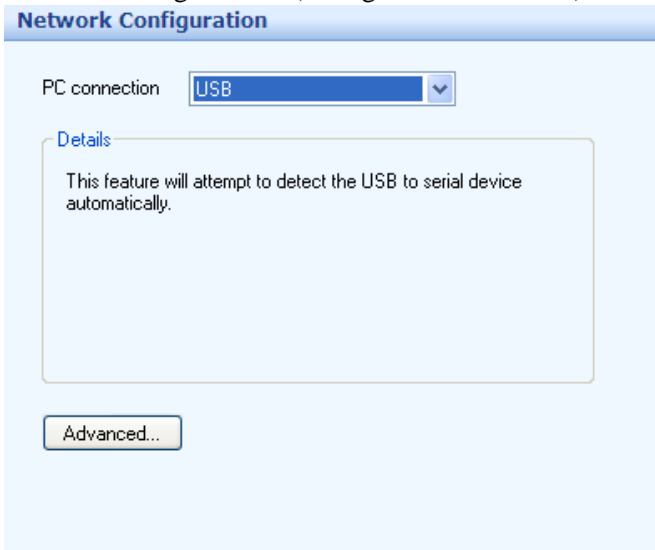 Network Configuration
PC connection
USB
Details
This feature will attempt to detect the USB to serial device
automatically.
Advanced...